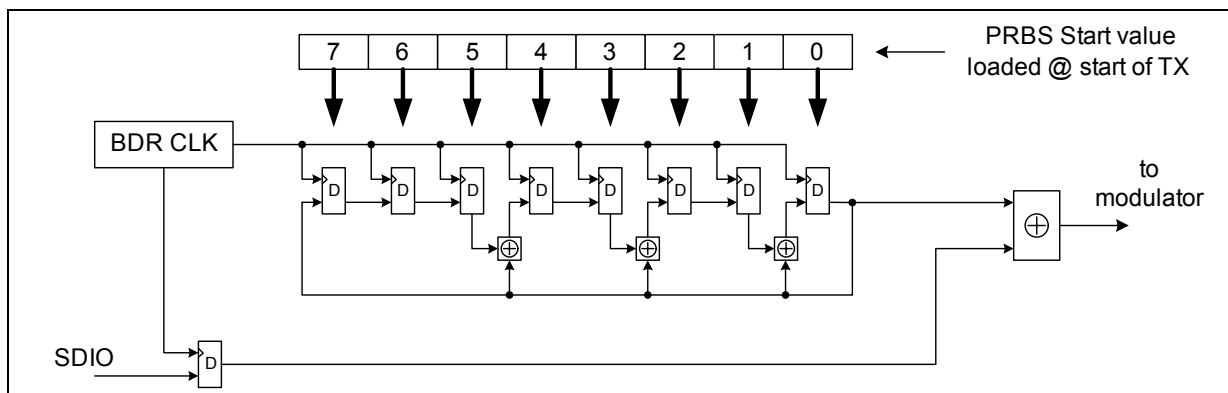 7 6 5 4 3 2 1 0
PRBS Start value
loaded @ start of TX
BDR CLK
D D D D D D D D
to
modulator
SDIO
D